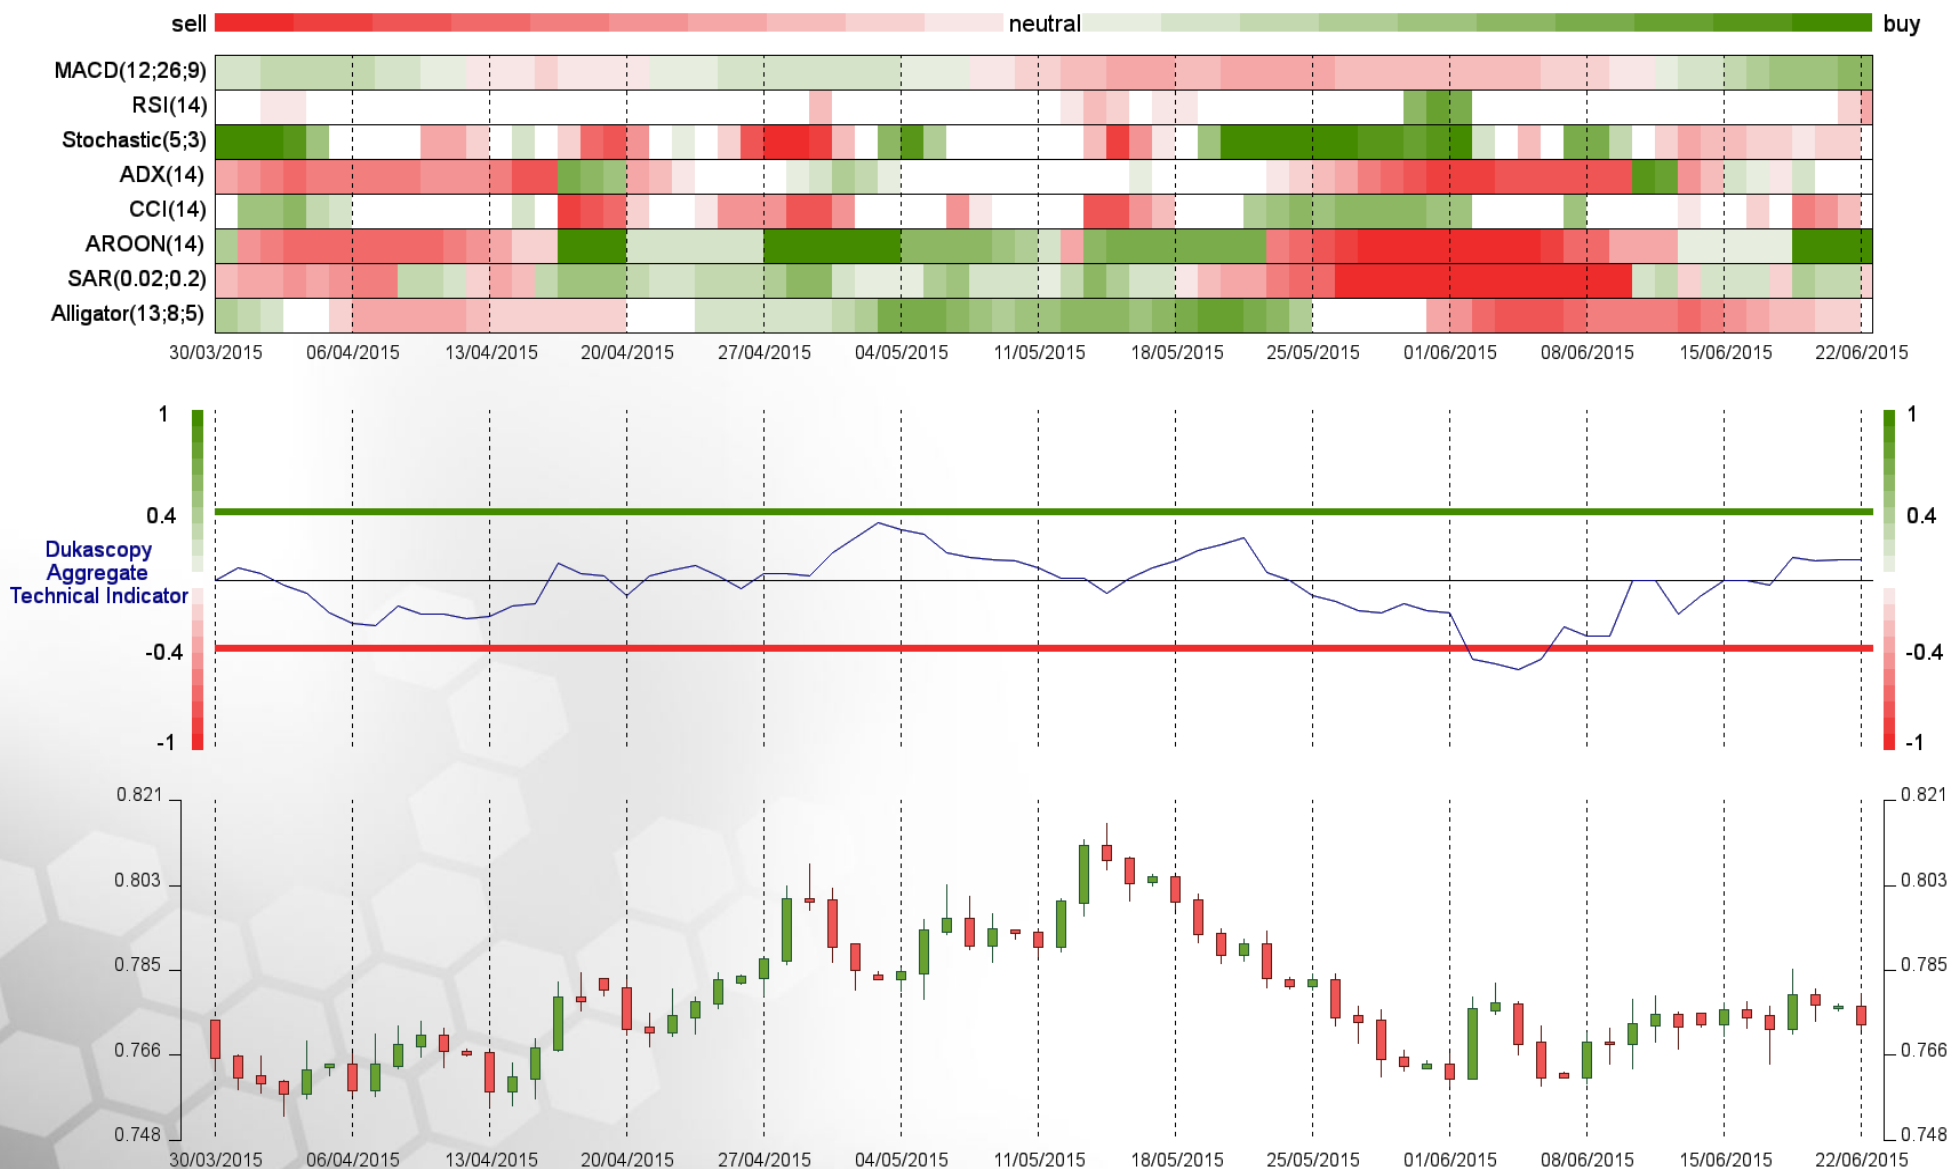 sell neutral buy
MACD(12;26;9)
RSI(14)
Stochastic(5;3)
ADX(14)
CCI(14)
AROON(14)
SAR(0.02;0.2)
Alligator(13;8;5)
30/03/2015 06/04/2015 13/04/2015 20/04/2015 27/04/2015 04/05/2015 11/05/2015 18/05/2015 25/05/2015 01/06/2015 08/06/2015 15/06/2015 22/06/2015
1 1
0.4 0.4
Dukascopy
Aggregate
Technical Indicator
-0.4 -0.4
-1 -1
0.821 0.821
0.803 0.803
0.785 0.785
0.766 0.766
0.748 0.748
30/03/2015 06/04/2015 13/04/2015 20/04/2015 27/04/2015 04/05/2015 11/05/2015 18/05/2015 25/05/2015 01/06/2015 08/06/2015 15/06/2015 22/06/2015